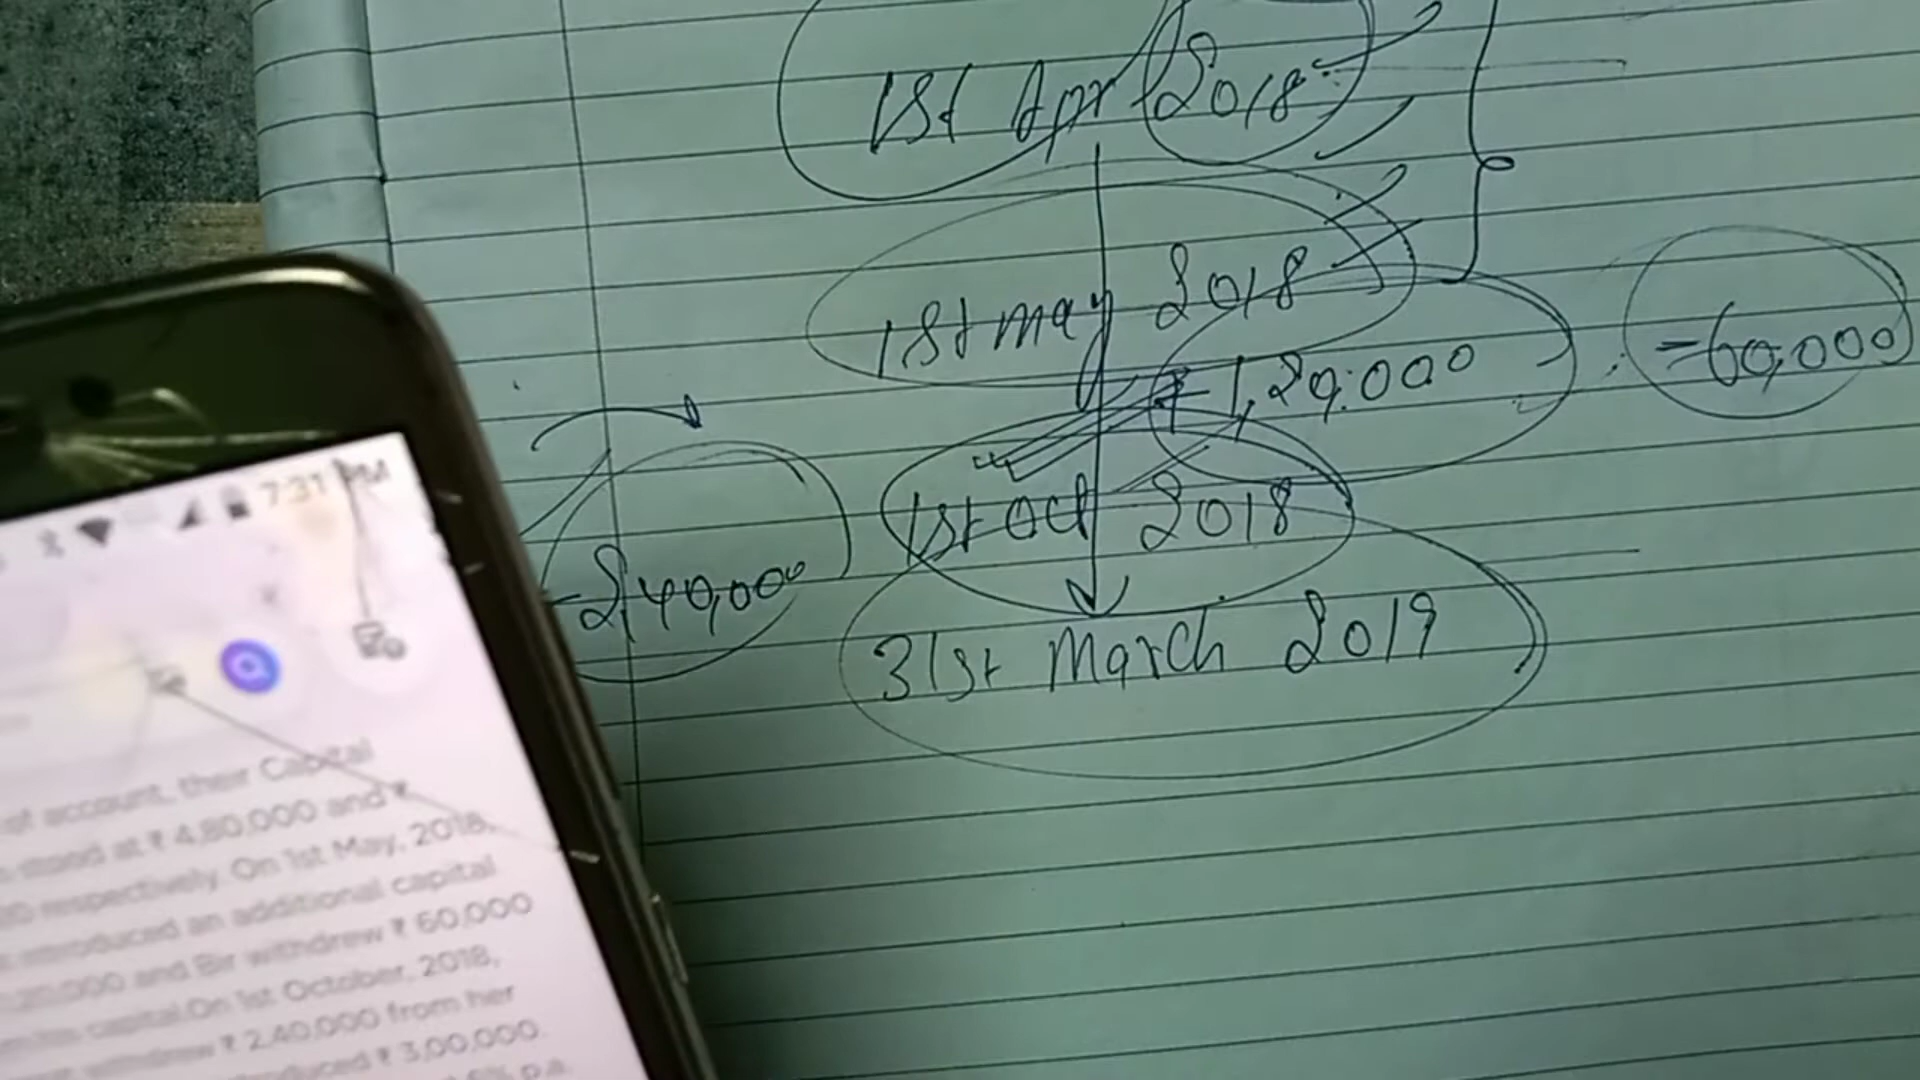 1st Apr 2018
1st may 2018
+ 1,20,000
= 60,000
1st Oct 2018
- 2,40,000
31st March 2019
7:31 PM
of account, their Capital
stood at ₹ 4,80,000 and ₹
respectively. On 1st May, 2018,
introduced an additional capital
1,20,000 and Bir withdrew ₹ 60,000
his capital. On 1st October, 2018,
withdrew ₹ 2,40,000 from her
introduced ₹ 3,00,000.
6% p.a.